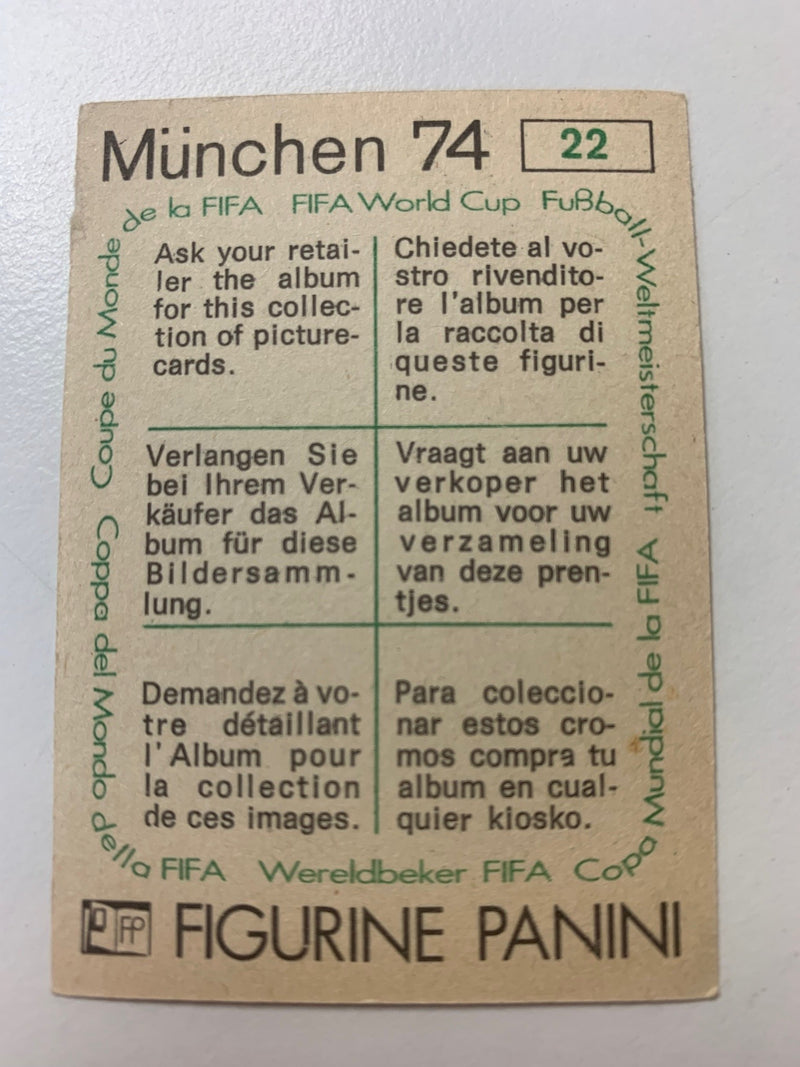 München 74 22
Coupe du Monde de la FIFA
FIFA World Cup
Fußball-Weltmeisterschaft
Ask your retai-
ler the album
for this collec-
tion of picture-
cards.
Chiedete al vo-
stro rivendito-
re l'album per
la raccolta di
queste figuri-
ne.
Verlangen Sie
bei Ihrem Ver-
käufer das Al-
bum für diese
Bildersamm-
lung.
Vraagt aan uw
verkoper het
album voor uw
verzameling
van deze pren-
tjes.
Demandez à vo-
tre détaillant
l'Album pour
la collection
de ces images.
Para coleccio-
nar estos cro-
mos compra tu
album en cual-
quier kiosko.
Coppa del Mondo della FIFA
Wereldbeker FIFA
Copa Mundial de la FIFA
FP FIGURINE PANINI